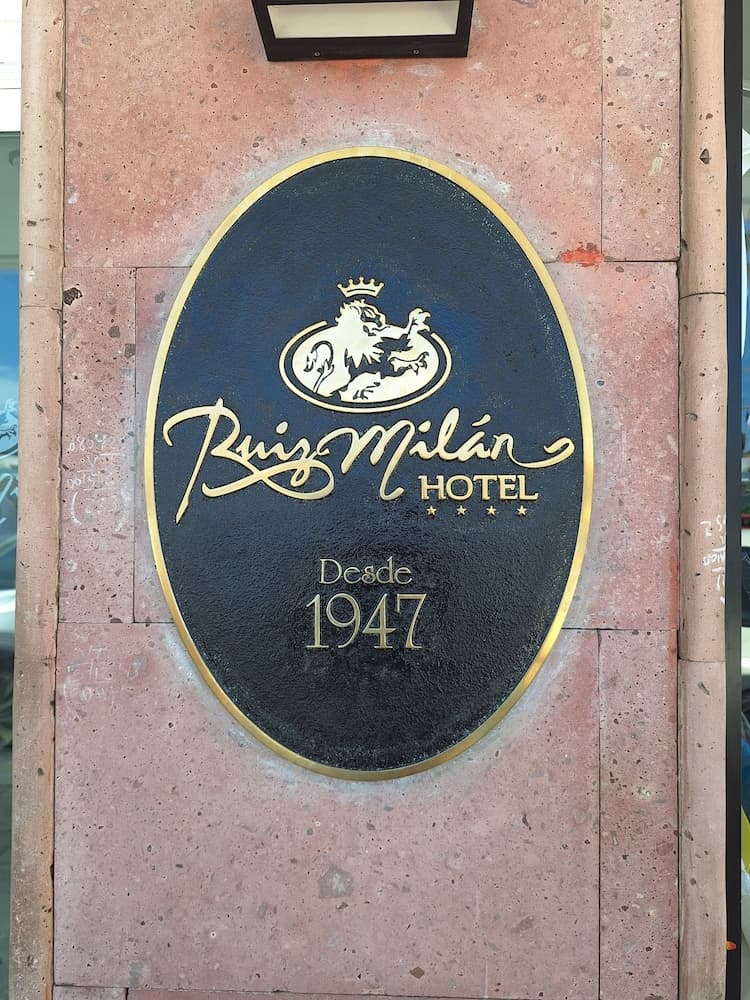 Ruiz Milán
HOTEL
Desde
1947